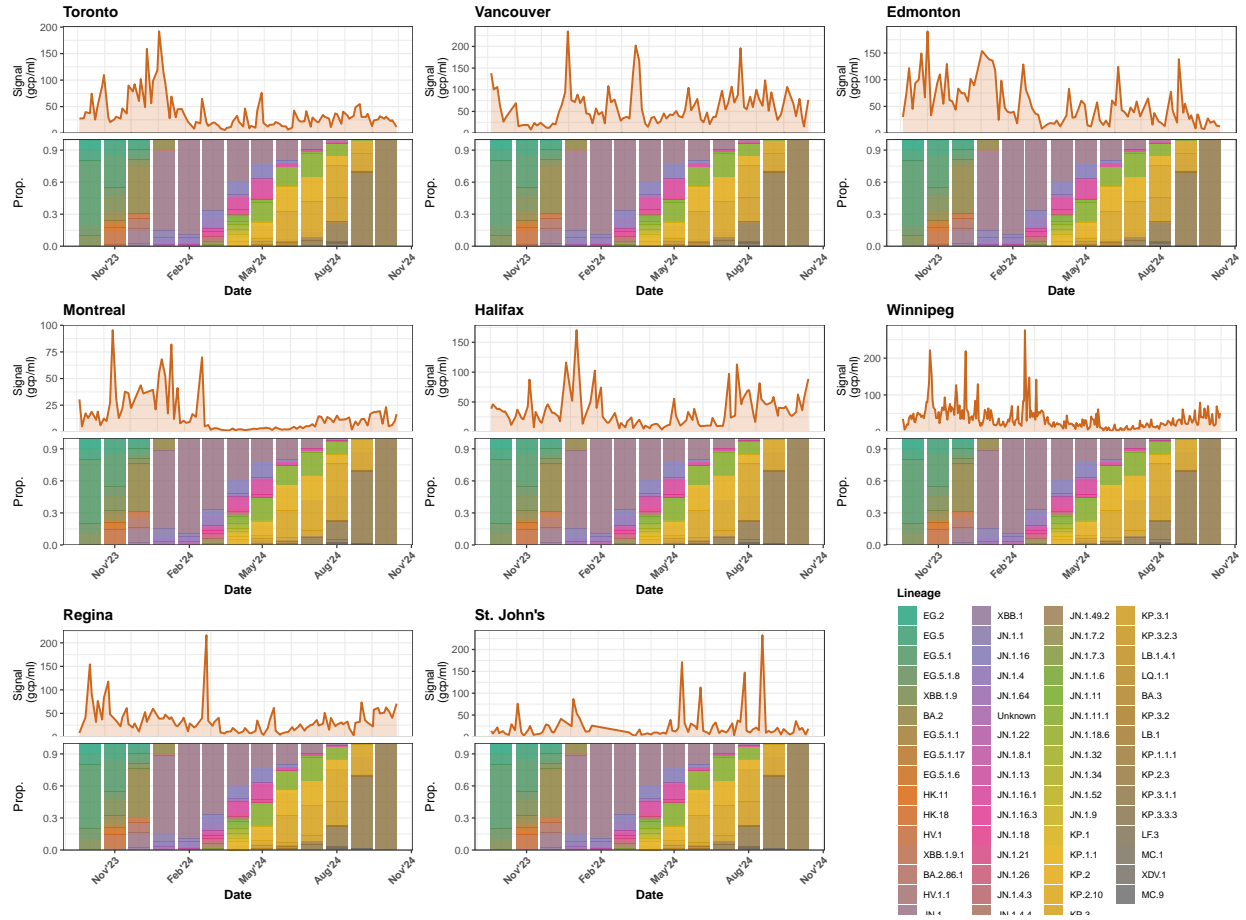 Toronto
Signal
(gcp/ml)
200
150
100
50
0
Prop.
0.9
0.6
0.3
0.0
Nov'23
Feb'24
May'24
Aug'24
Nov'24
Date
Vancouver
Signal
(gcp/ml)
200
150
100
50
0
Prop.
0.9
0.6
0.3
0.0
Nov'23
Feb'24
May'24
Aug'24
Nov'24
Date
Edmonton
Signal
(gcp/ml)
150
100
50
0
Prop.
0.9
0.6
0.3
0.0
Nov'23
Feb'24
May'24
Aug'24
Nov'24
Date
Montreal
Signal
(gcp/ml)
100
75
50
25
0
Prop.
0.9
0.6
0.3
0.0
Nov'23
Feb'24
May'24
Aug'24
Nov'24
Date
Halifax
Signal
(gcp/ml)
150
100
50
0
Prop.
0.9
0.6
0.3
0.0
Nov'23
Feb'24
May'24
Aug'24
Nov'24
Date
Winnipeg
Signal
(gcp/ml)
200
100
0
Prop.
0.9
0.6
0.3
0.0
Nov'23
Feb'24
May'24
Aug'24
Nov'24
Date
Regina
Signal
(gcp/ml)
200
150
100
50
0
Prop.
0.9
0.6
0.3
0.0
Nov'23
Feb'24
May'24
Aug'24
Nov'24
Date
St. John's
Signal
(gcp/ml)
200
150
100
50
0
Prop.
0.9
0.6
0.3
0.0
Nov'23
Feb'24
May'24
Aug'24
Nov'24
Date
Lineage
EG.2
EG.5
EG.5.1
EG.5.1.8
XBB.1.9
BA.2
EG.5.1.1
EG.5.1.17
EG.5.1.6
HK.11
HK.18
HV.1
XBB.1.9.1
BA.2.86.1
HV.1.1
JN.1
XBB.1
JN.1.1
JN.1.16
JN.1.4
JN.1.64
Unknown
JN.1.22
JN.1.8.1
JN.1.13
JN.1.16.1
JN.1.16.3
JN.1.18
JN.1.21
JN.1.26
JN.1.4.3
JN.1.4.4
JN.1.49.2
JN.1.7.2
JN.1.7.3
JN.1.1.6
JN.1.11
JN.1.11.1
JN.1.18.6
JN.1.32
JN.1.34
JN.1.52
JN.1.9
KP.1
KP.1.1
KP.2
KP.2.10
KP.3
KP.3.1
KP.3.2.3
LB.1.4.1
LQ.1.1
BA.3
KP.3.2
LB.1
KP.1.1.1
KP.2.3
KP.3.1.1
KP.3.3.3
LF.3
MC.1
XDV.1
MC.9